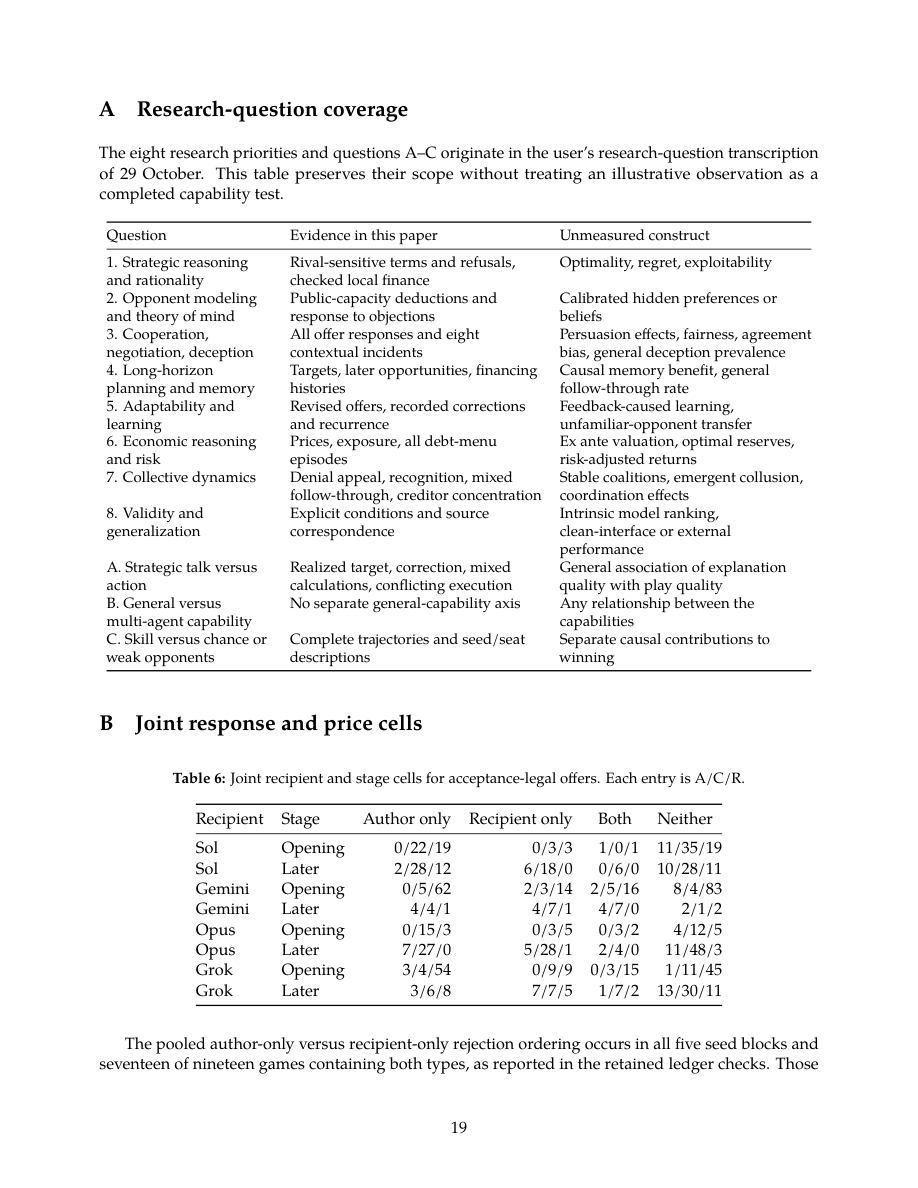 A Research-question coverage
The eight research priorities and questions A–C originate in the user's research-question transcription
of 29 October. This table preserves their scope without treating an illustrative observation as a
completed capability test.
Question Evidence in this paper Unmeasured construct
1. Strategic reasoning Rival-sensitive terms and refusals, Optimality, regret, exploitability
and rationality checked local finance
2. Opponent modeling Public-capacity deductions and Calibrated hidden preferences or
and theory of mind response to objections beliefs
3. Cooperation, All offer responses and eight Persuasion effects, fairness, agreement
negotiation, deception contextual incidents bias, general deception prevalence
4. Long-horizon Targets, later opportunities, financing Causal memory benefit, general
planning and memory histories follow-through rate
5. Adaptability and Revised offers, recorded corrections Feedback-caused learning,
learning and recurrence unfamiliar-opponent transfer
6. Economic reasoning Prices, exposure, all debt-menu Ex ante valuation, optimal reserves,
and risk episodes risk-adjusted returns
7. Collective dynamics Denial appeal, recognition, mixed Stable coalitions, emergent collusion,
follow-through, creditor concentration coordination effects
8. Validity and Explicit conditions and source Intrinsic model ranking,
generalization correspondence clean-interface or external
performance
A. Strategic talk versus Realized target, correction, mixed General association of explanation
action calculations, conflicting execution quality with play quality
B. General versus No separate general-capability axis Any relationship between the
multi-agent capability capabilities
C. Skill versus chance or Complete trajectories and seed/seat Separate causal contributions to
weak opponents descriptions winning
B Joint response and price cells
Table 6: Joint recipient and stage cells for acceptance-legal offers. Each entry is A/C/R.
Recipient Stage Author only Recipient only Both Neither
Sol Opening 0/22/19 0/3/3 1/0/1 11/35/19
Sol Later 2/28/12 6/18/0 0/6/0 10/28/11
Gemini Opening 0/5/62 2/3/14 2/5/16 8/4/83
Gemini Later 4/4/1 4/7/1 4/7/0 2/1/2
Opus Opening 0/15/3 0/3/5 0/3/2 4/12/5
Opus Later 7/27/0 5/28/1 2/4/0 11/48/3
Grok Opening 3/4/54 0/9/9 0/3/15 1/11/45
Grok Later 3/6/8 7/7/5 1/7/2 13/30/11
The pooled author-only versus recipient-only rejection ordering occurs in all five seed blocks and
seventeen of nineteen games containing both types, as reported in the retained ledger checks. Those
19